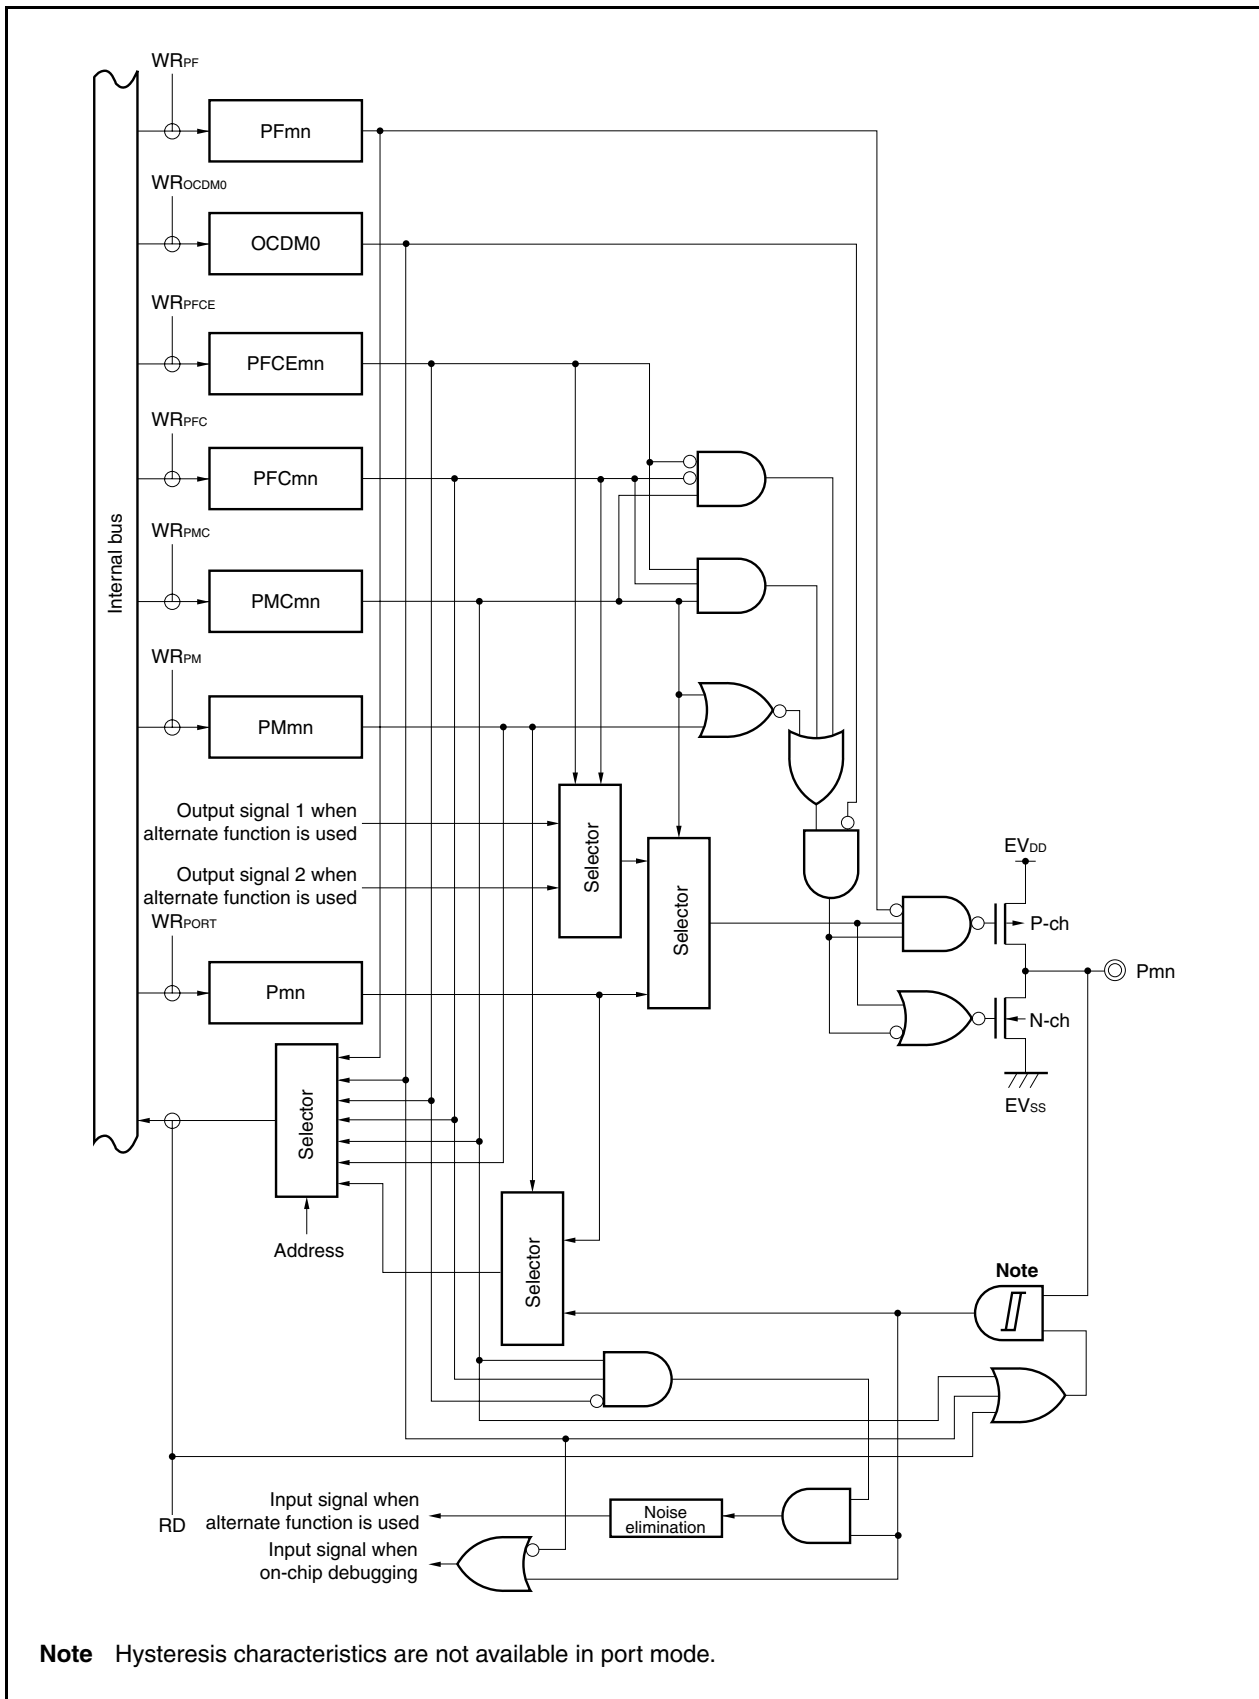 WRPF
PFmn
WROCDM0
OCDM0
WRPFCE
PFCEmn
WRPFC
PFCmn
WRPMC
Internal bus
PMCmn
WRPM
PMmn
Output signal 1 when
alternate function is used
Output signal 2 when
alternate function is used
Selector
Selector
EVDD
P-ch
WRPORT
Pmn
Pmn
N-ch
EVSS
Selector
Address
Selector
Note
RD
Input signal when
alternate function is used
Noise
elimination
Input signal when
on-chip debugging
Note Hysteresis characteristics are not available in port mode.